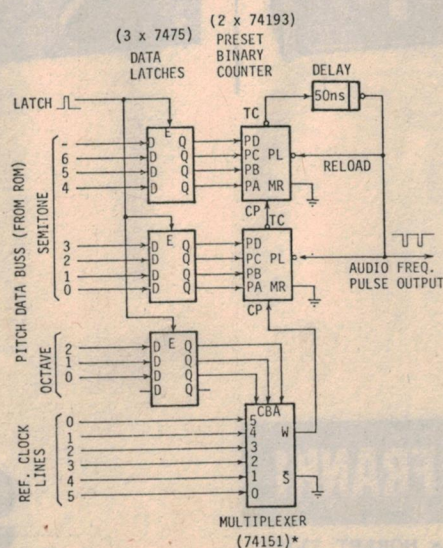 (3 x 7475)
DATA
LATCHES
(2 x 74193)
PRESET
BINARY
COUNTER
DELAY
50ns
LATCH
TC
E
D Q
D Q
D Q
D Q
PD
PC PL
PB
PA MR
RELOAD
-
6
5
4
CP
TC
E
D Q
D Q
D Q
D Q
PD
PC PL
PB
PA MR
3
2
1
0
AUDIO FREQ.
PULSE OUTPUT
CP
PITCH DATA BUSS (FROM ROM)
SEMITONE
OCTAVE
E
D Q
D Q
D Q
D Q
2
1
0
REF. CLOCK
LINES
0
1
2
3
4
5
CBA
5
4 W
3
2
1 S
0
MULTIPLEXER
(74151)*